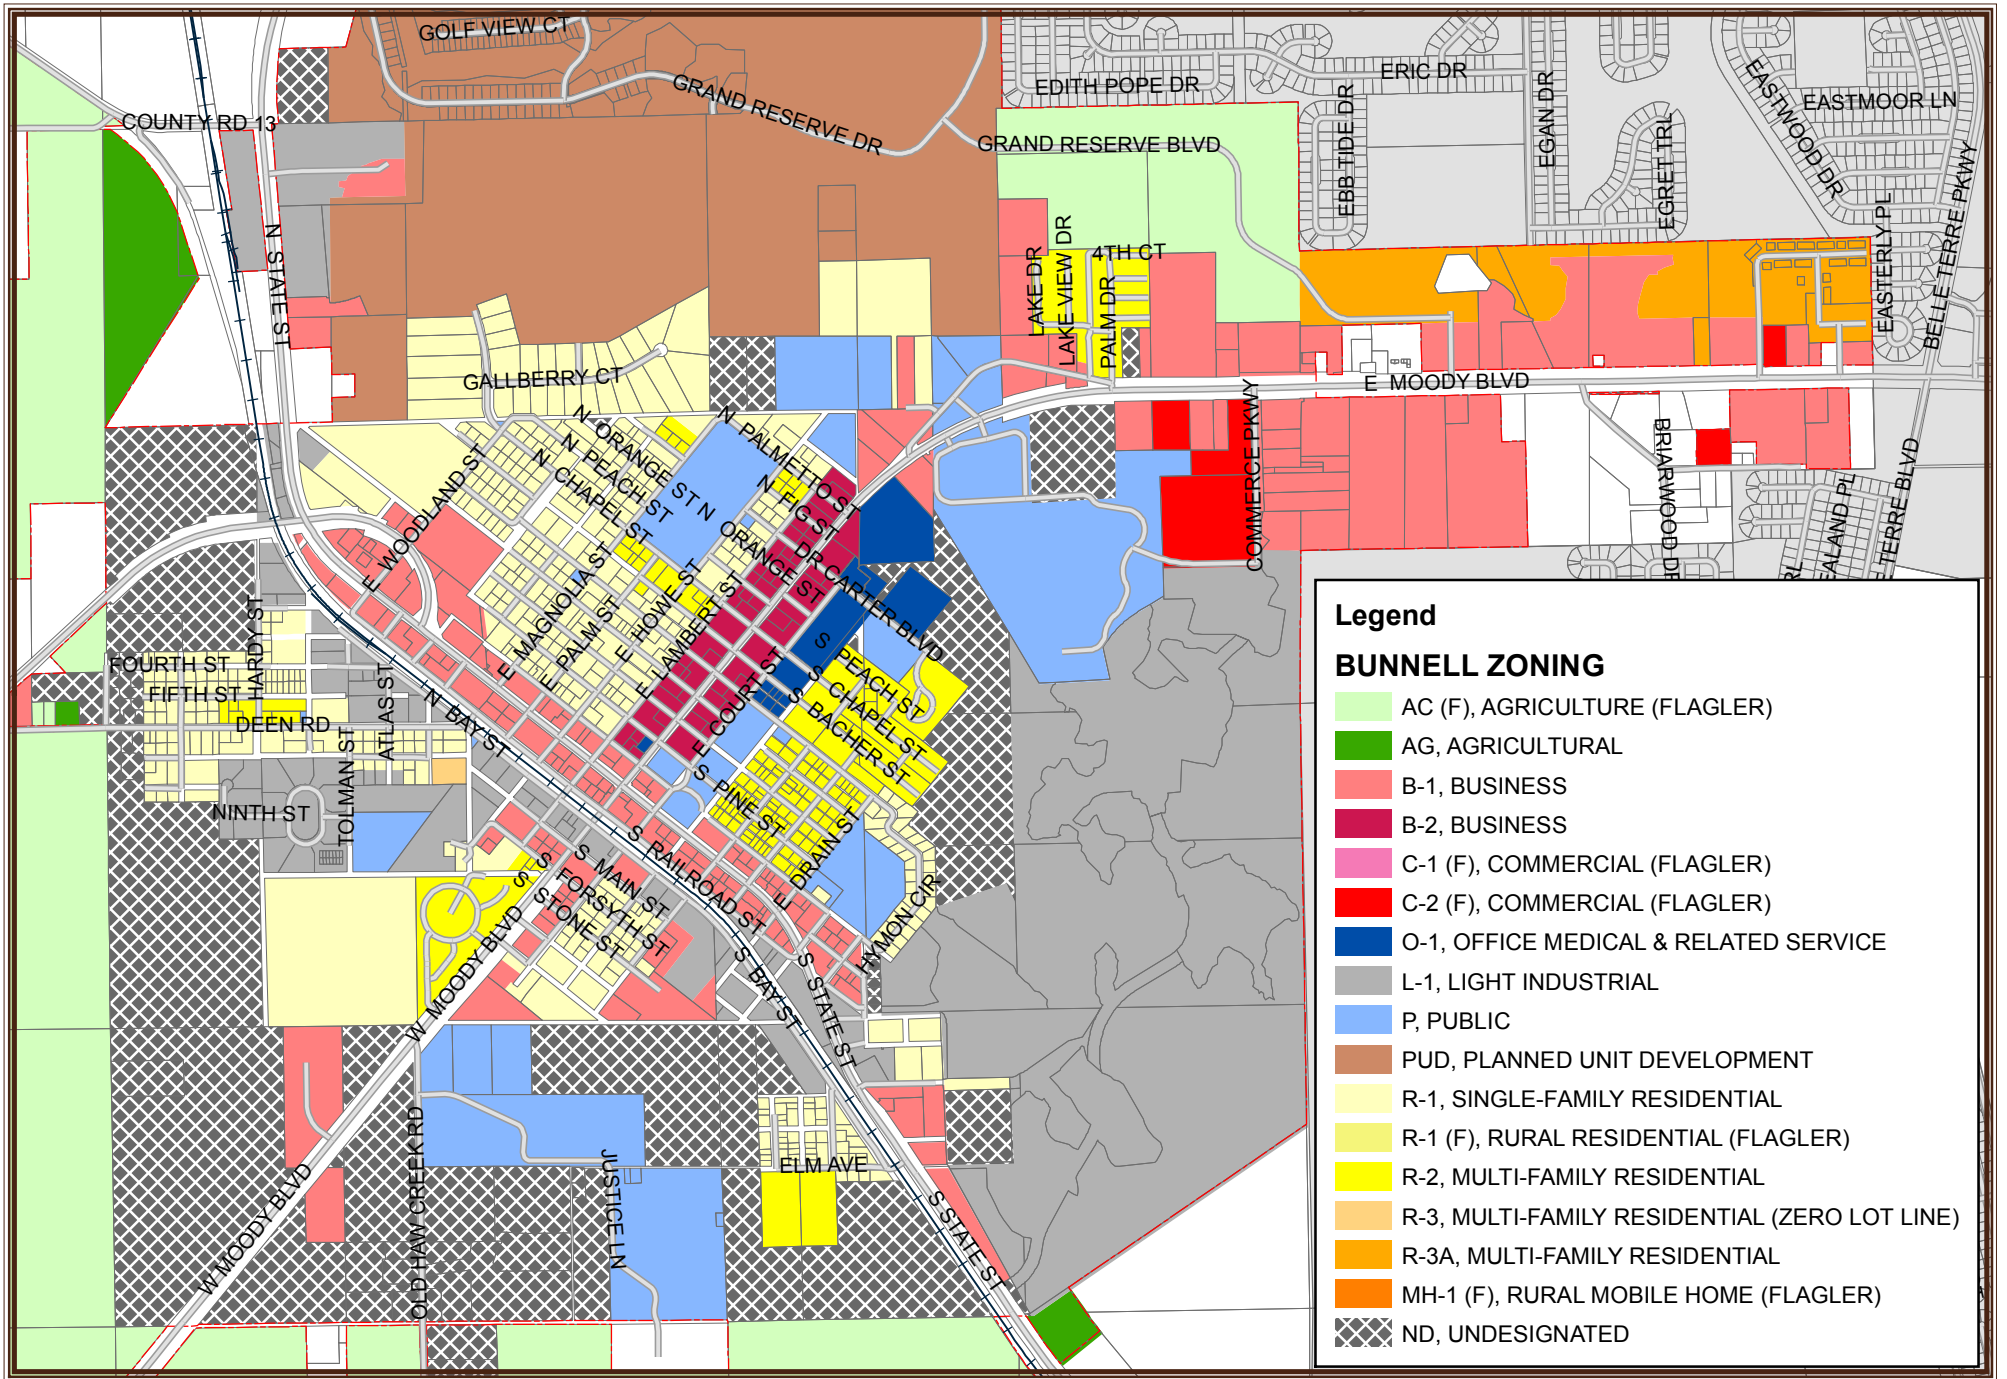 GOLF VIEW CT
GRAND RESERVE DR
EDITH POPE DR
ERIC DR
EASTWOOD DR
EASTMOOR LN
COUNTY RD 13
GRAND RESERVE BLVD
EBB TIDE DR
EGAN DR
EGRET TRL
BELLE TERRE PKWY
EASTERLY PL
N STATE ST
LAKE DR
LAKE VIEW DR
4TH CT
PALM DR
GALLBERRY CT
E MOODY BLVD
COMMERCE PKWY
BRIARWOOD DR
EALAND PL
E TERRE BLVD
RL
N ORANGE ST
N PEACH ST
N CHAPEL ST
N PALMETTO ST
N FIG ST
N ORANGE ST
DR CARTER BLVD
E WOODLAND ST
E MAGNOLIA ST
E PALM ST
E HOWE ST
E LAMBERT ST
E COURT ST
S PEACH ST
S CHAPEL ST
S BACHER ST
S PINE ST
E DRAIN ST
HYMON CIR
FOURTH ST
FIFTH ST
HARDY ST
DEEN RD
ATLAS ST
TOLMAN ST
NINTH ST
N BAY ST
S RAILROAD ST
S MAIN ST
S FORSYTH ST
S STONE ST
W MOODY BLVD
S BAY ST
S STATE ST
ELM AVE
W MOODY BLVD
OLD HAW CREEK RD
JUSTICE LN
S STATE ST
Legend
BUNNELL ZONING
AC (F), AGRICULTURE (FLAGLER)
AG, AGRICULTURAL
B-1, BUSINESS
B-2, BUSINESS
C-1 (F), COMMERCIAL (FLAGLER)
C-2 (F), COMMERCIAL (FLAGLER)
O-1, OFFICE MEDICAL & RELATED SERVICE
L-1, LIGHT INDUSTRIAL
P, PUBLIC
PUD, PLANNED UNIT DEVELOPMENT
R-1, SINGLE-FAMILY RESIDENTIAL
R-1 (F), RURAL RESIDENTIAL (FLAGLER)
R-2, MULTI-FAMILY RESIDENTIAL
R-3, MULTI-FAMILY RESIDENTIAL (ZERO LOT LINE)
R-3A, MULTI-FAMILY RESIDENTIAL
MH-1 (F), RURAL MOBILE HOME (FLAGLER)
ND, UNDESIGNATED